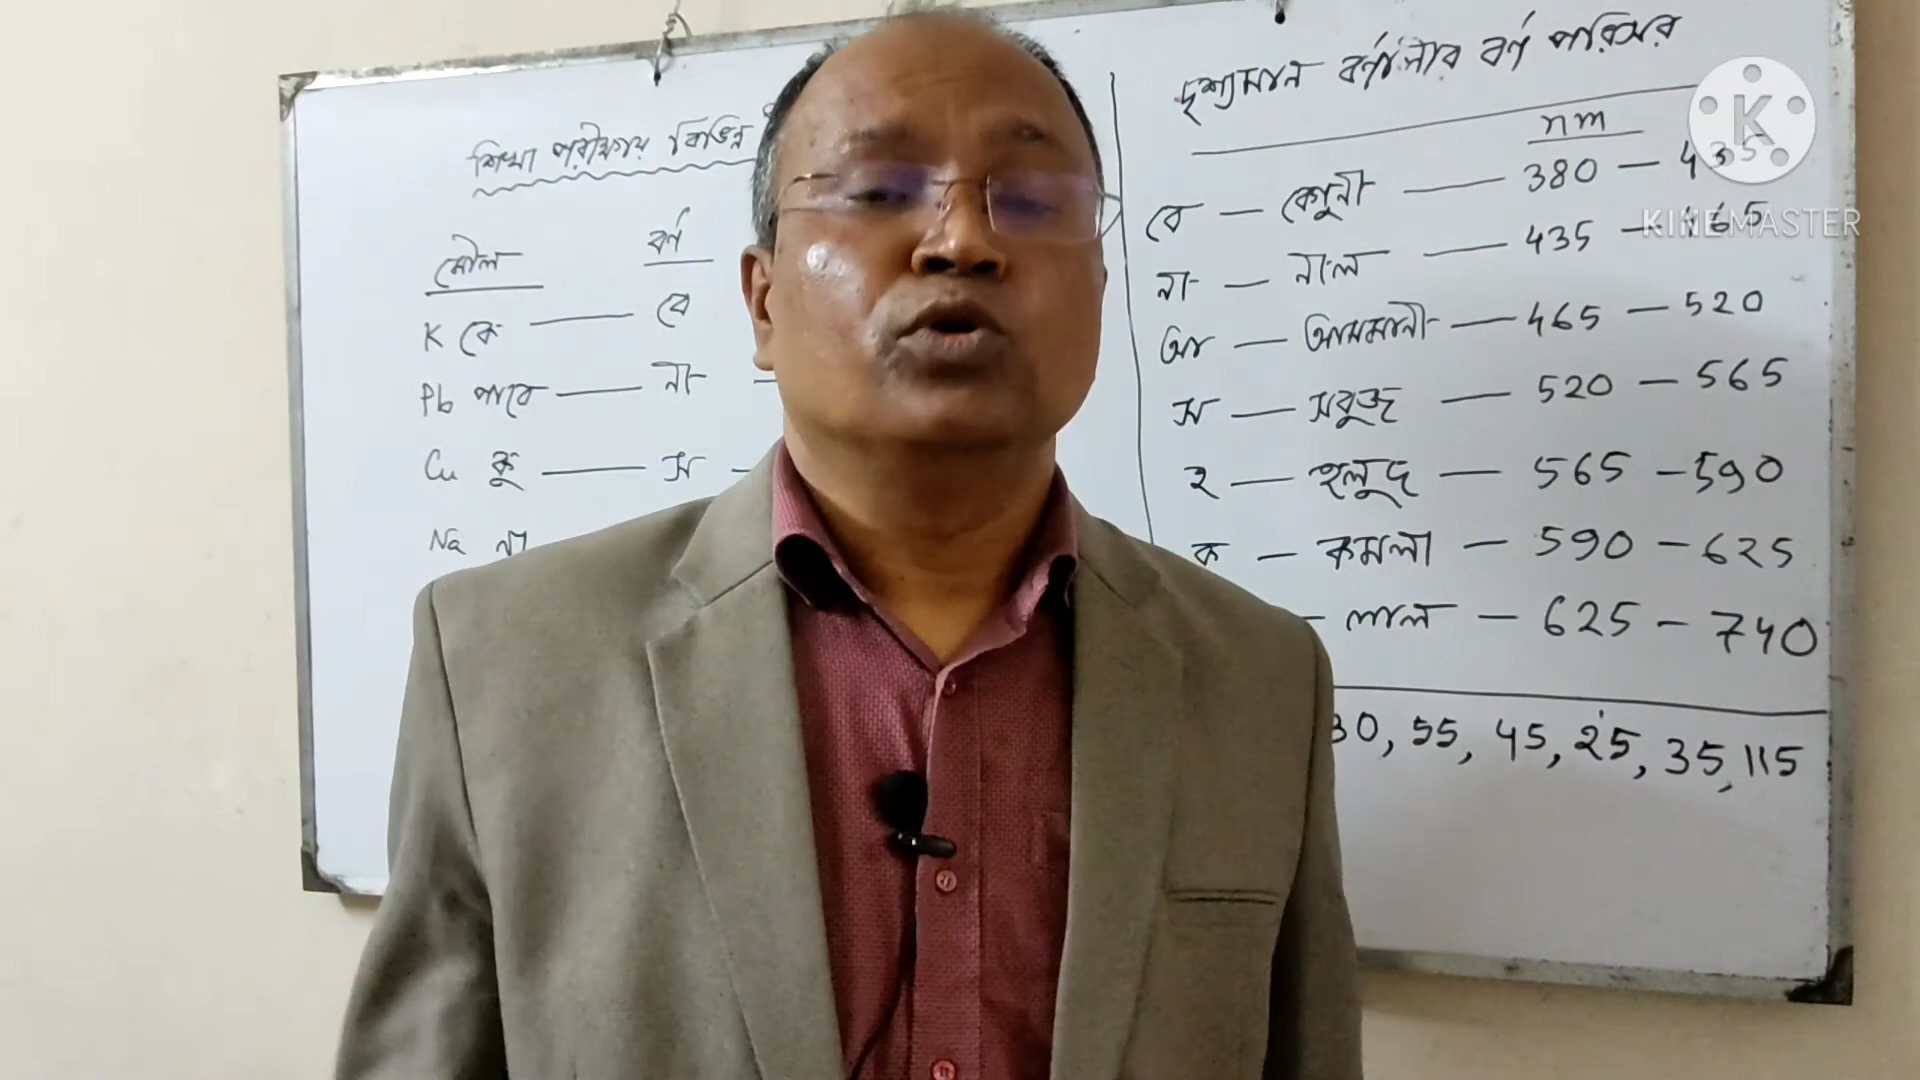 শিখা পরীক্ষায় বিভিন্ন
মৌল বর্ণ
K কে — বে
Pb পাবে — নী —
Cu কু — স —
Na না
দৃশ্যমান বর্ণালীর বর্ণ পরিসর
nm
বে — বেগুনী — 380 — 435
নী — নীল — 435 — 465
আ — আসমানী — 465 — 520
স — সবুজ — 520 — 565
হ — হলুদ — 565 — 590
ক — কমলা — 590 — 625
— লাল — 625 — 740
30, 55, 45, 25, 35, 115
K
KINEMASTER